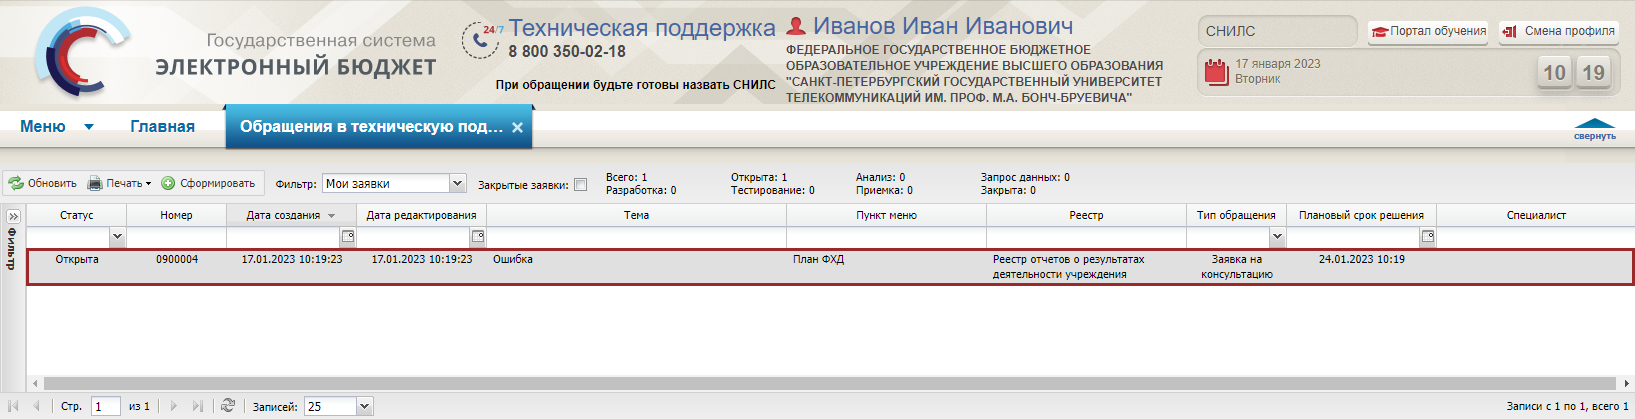 Государственная система
ЭЛЕКТРОННЫЙ БЮДЖЕТ
24/7
Техническая поддержка
8 800 350-02-18
При обращении будьте готовы назвать СНИЛС
Иванов Иван Иванович
ФЕДЕРАЛЬНОЕ ГОСУДАРСТВЕННОЕ БЮДЖЕТНОЕ
ОБРАЗОВАТЕЛЬНОЕ УЧРЕЖДЕНИЕ ВЫСШЕГО ОБРАЗОВАНИЯ
"САНКТ-ПЕТЕРБУРГСКИЙ ГОСУДАРСТВЕННЫЙ УНИВЕРСИТЕТ
ТЕЛЕКОММУНИКАЦИЙ ИМ. ПРОФ. М.А. БОНЧ-БРУЕВИЧА"
СНИЛС
Портал обучения
Смена профиля
17 января 2023
Вторник
10 19
Меню
Главная
Обращения в техническую под...
свернуть
Обновить
Печать
Сформировать
Фильтр: Мои заявки
Закрытые заявки:
Всего: 1 Открыта: 1 Анализ: 0 Запрос данных: 0
Разработка: 0 Тестирование: 0 Приемка: 0 Закрыта: 0
Фильтр
Статус Номер Дата создания Дата редактирования Тема Пункт меню Реестр Тип обращения Плановый срок решения Специалист
Открыта 0900004 17.01.2023 10:19:23 17.01.2023 10:19:23 Ошибка План ФХД Реестр отчетов о результатах Заявка на 24.01.2023 10:19
деятельности учреждения консультацию
Стр. 1 из 1 Записей: 25 Записи с 1 по 1, всего 1